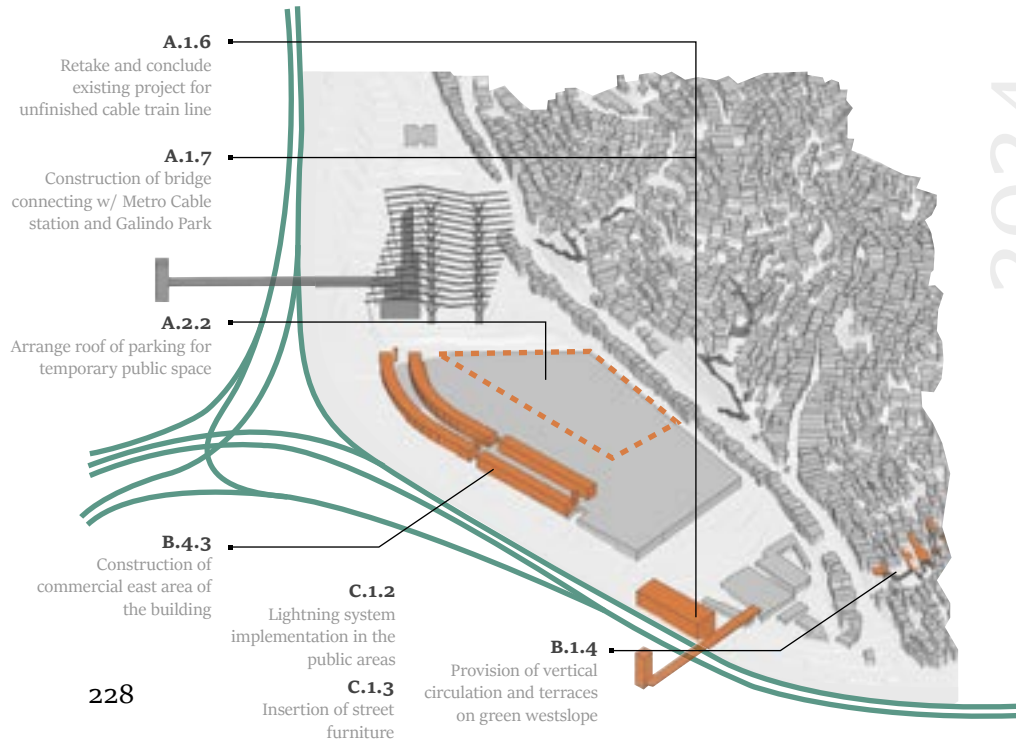 A.1.6
Retake and conclude
existing project for
unfinished cable train line
A.1.7
Construction of bridge
connecting w/ Metro Cable
station and Galindo Park
A.2.2
Arrange roof of parking for
temporary public space
B.4.3
Construction of
commercial east area of
the building
C.1.2
Lightning system
implementation in the
public areas
C.1.3
Insertion of street
furniture
B.1.4
Provision of vertical
circulation and terraces
on green westslope
228
2024